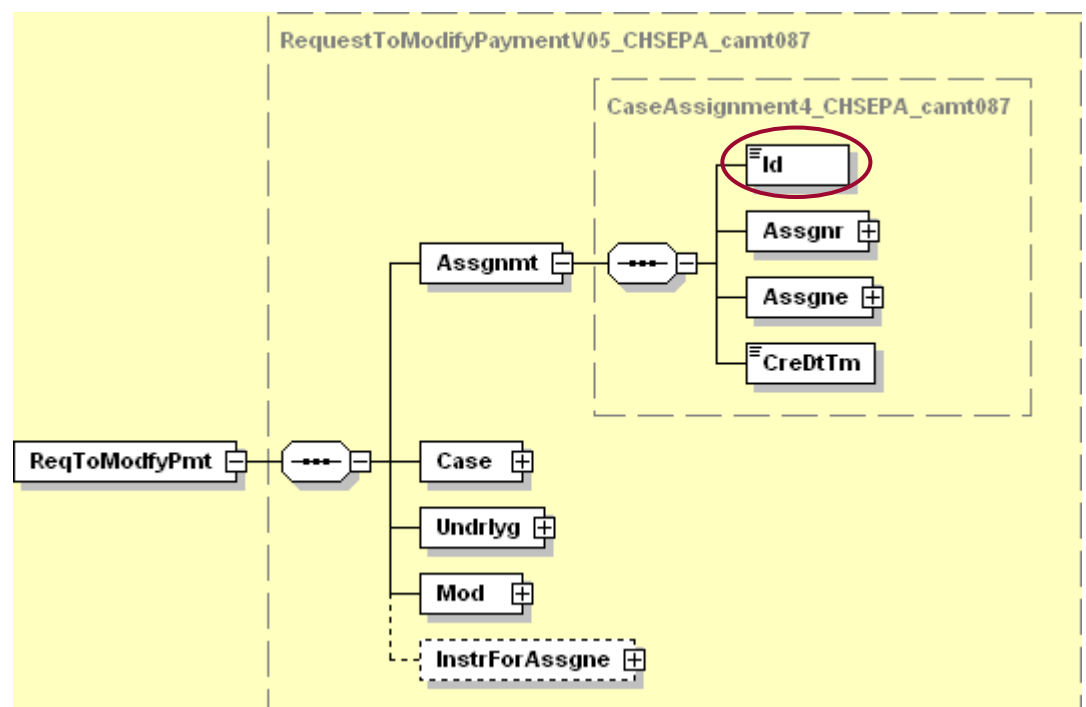 RequestToModifyPaymentV05_CHSEPA_camt087
CaseAssignment4_CHSEPA_camt087
Id
Assgnr
Assgnmt
Assgne
CreDtTm
ReqToModfyPmt
Case
Undrlyg
Mod
InstrForAssgne